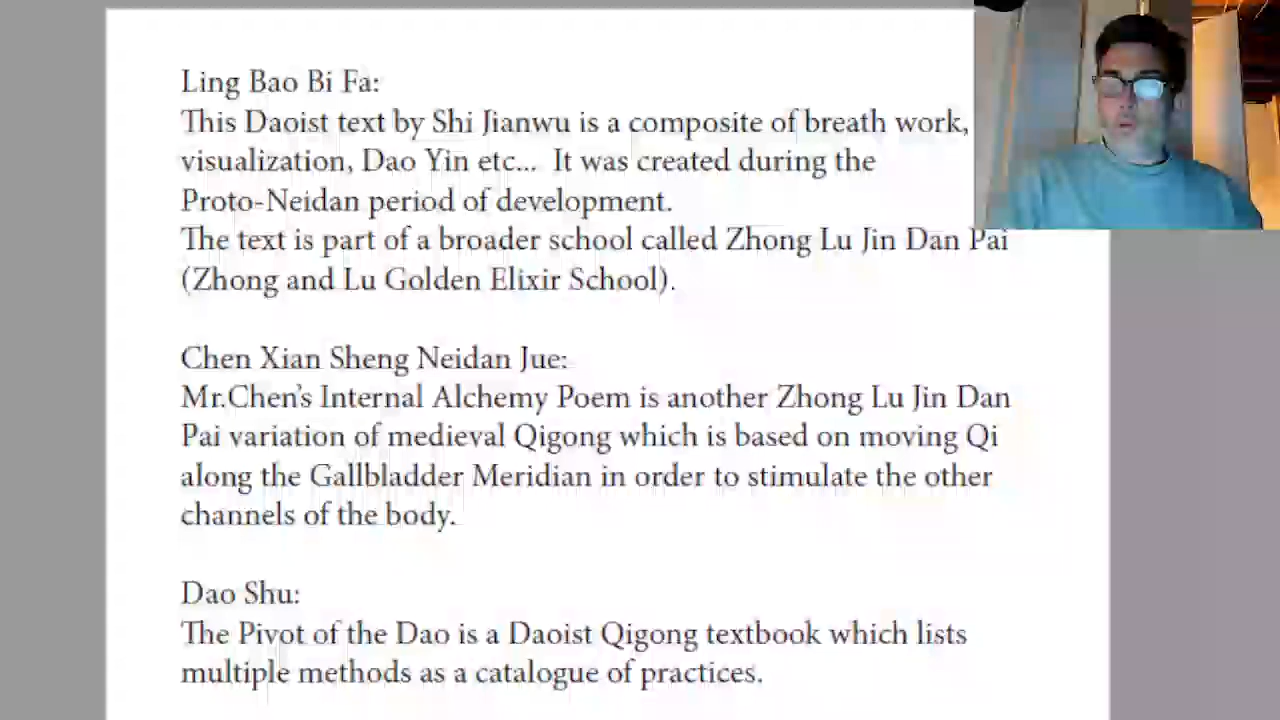 Ling Bao Bi Fa:
This Daoist text by Shi Jianwu is a composite of breath work,
visualization, Dao Yin etc... It was created during the
Proto-Neidan period of development.
The text is part of a broader school called Zhong Lu Jin Dan Pai
(Zhong and Lu Golden Elixir School).
Chen Xian Sheng Neidan Jue:
Mr.Chen's Internal Alchemy Poem is another Zhong Lu Jin Dan
Pai variation of medieval Qigong which is based on moving Qi
along the Gallbladder Meridian in order to stimulate the other
channels of the body.
Dao Shu:
The Pivot of the Dao is a Daoist Qigong textbook which lists
multiple methods as a catalogue of practices.